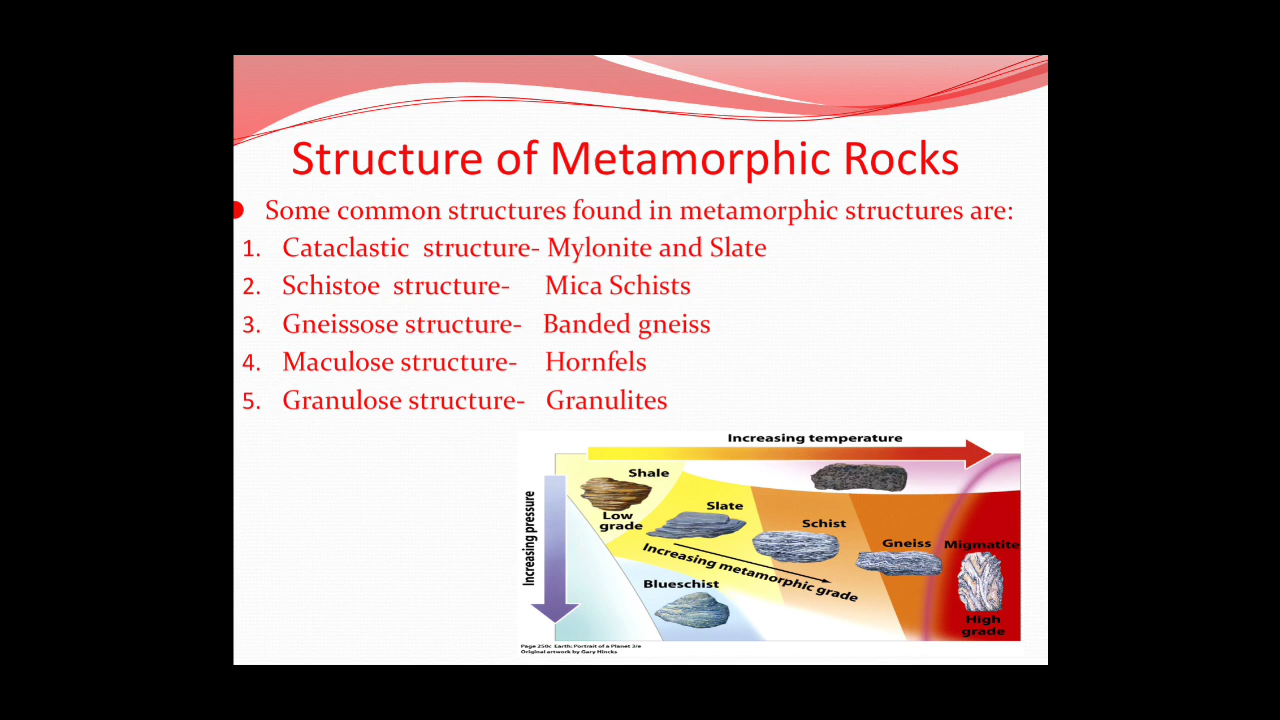 Structure of Metamorphic Rocks
Some common structures found in metamorphic structures are:
1. Cataclastic structure- Mylonite and Slate
2. Schistoe structure- Mica Schists
3. Gneissose structure- Banded gneiss
4. Maculose structure- Hornfels
5. Granulose structure- Granulites
Increasing temperature
Increasing pressure
Shale
Low
grade
Slate
Schist
Gneiss
Migmatite
Increasing metamorphic grade
Blueschist
High
grade
Page 250c Earth: Portrait of a Planet 3/e
Original artwork by Gary Hincks